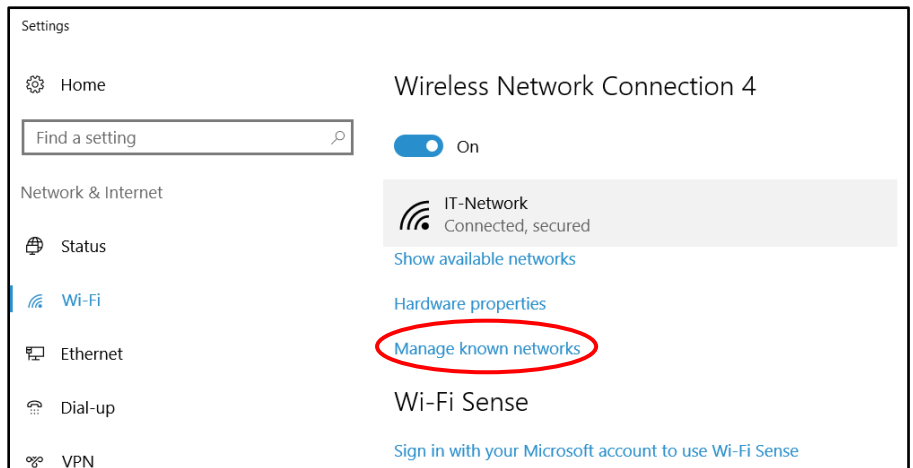 Settings
Home
Find a setting
Network & Internet
Status
Wi-Fi
Ethernet
Dial-up
VPN
Wireless Network Connection 4
On
IT-Network
Connected, secured
Show available networks
Hardware properties
Manage known networks
Wi-Fi Sense
Sign in with your Microsoft account to use Wi-Fi Sense